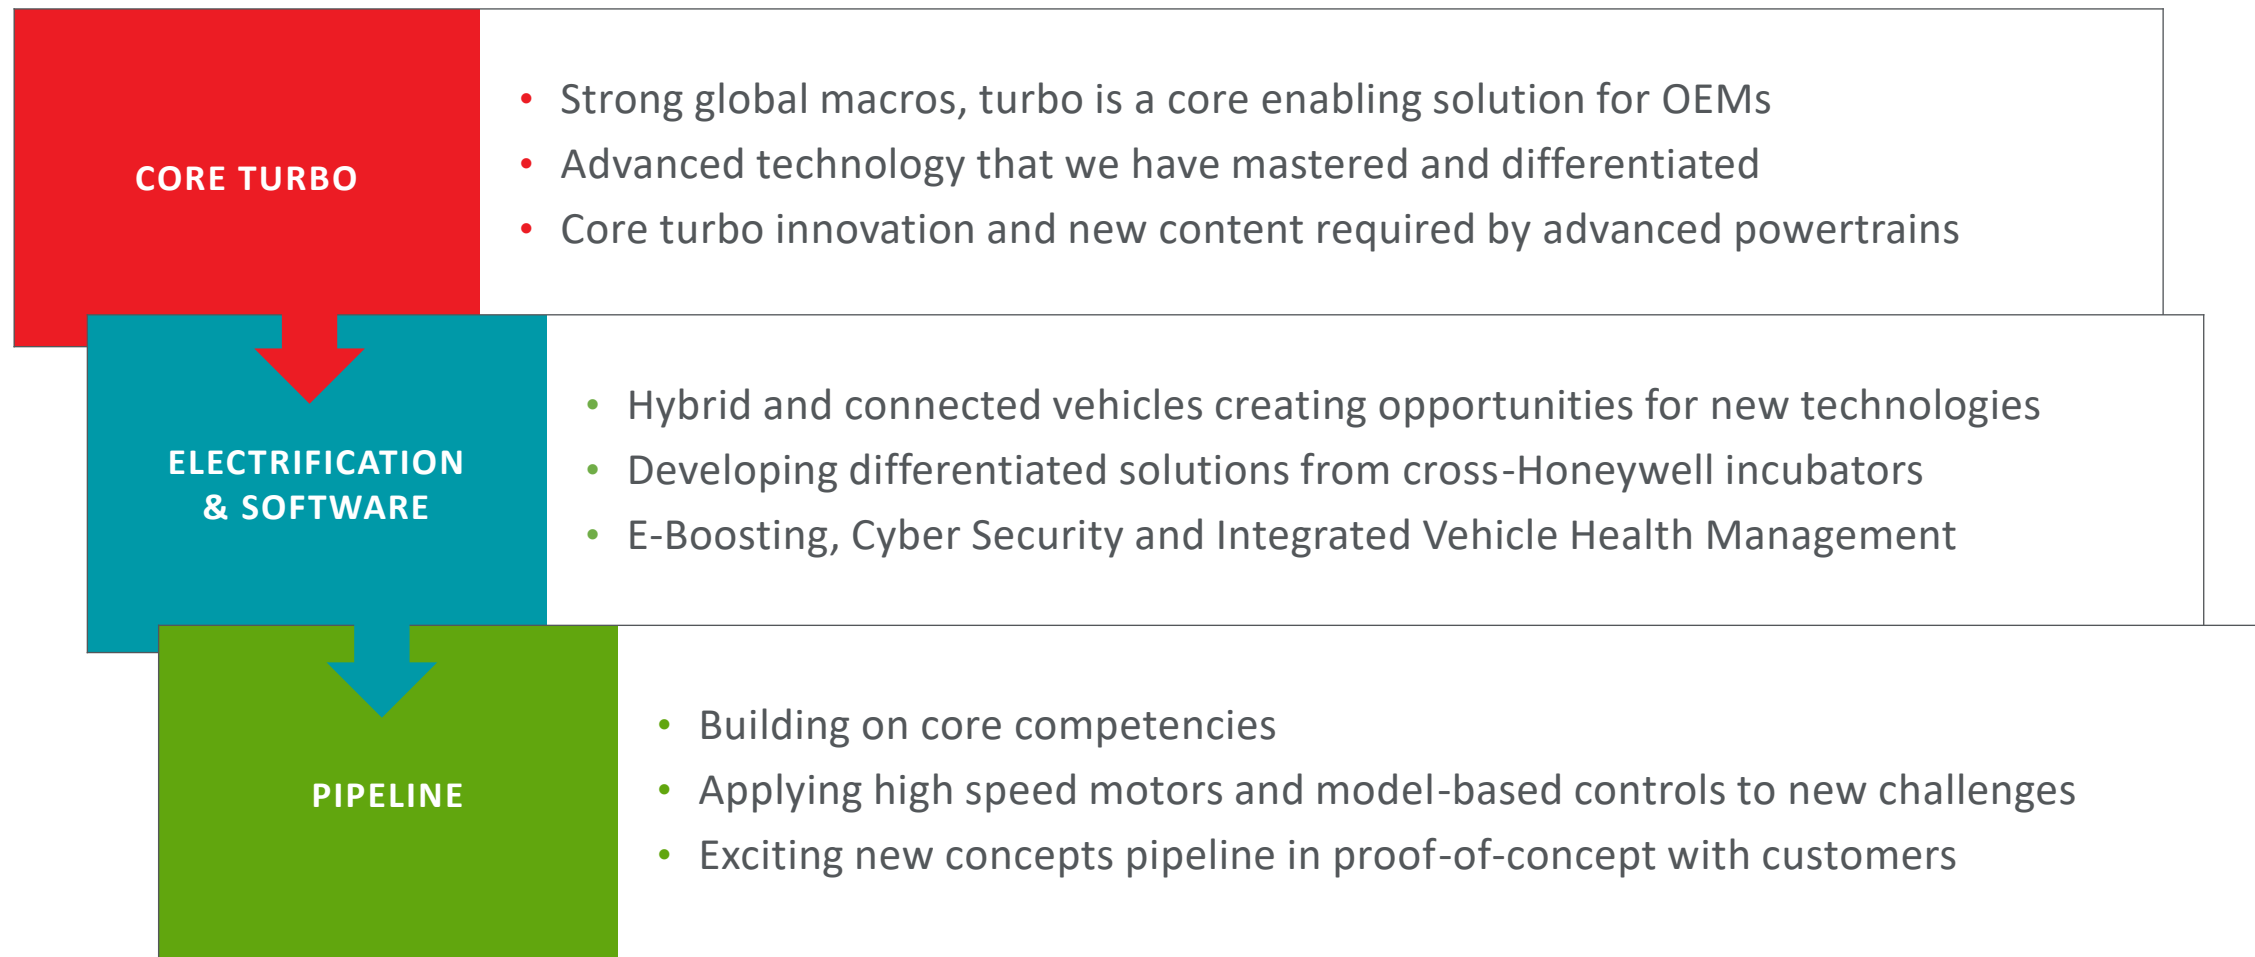 CORE TURBO
• Strong global macros, turbo is a core enabling solution for OEMs
• Advanced technology that we have mastered and differentiated
• Core turbo innovation and new content required by advanced powertrains
ELECTRIFICATION
& SOFTWARE
• Hybrid and connected vehicles creating opportunities for new technologies
• Developing differentiated solutions from cross-Honeywell incubators
• E-Boosting, Cyber Security and Integrated Vehicle Health Management
PIPELINE
• Building on core competencies
• Applying high speed motors and model-based controls to new challenges
• Exciting new concepts pipeline in proof-of-concept with customers